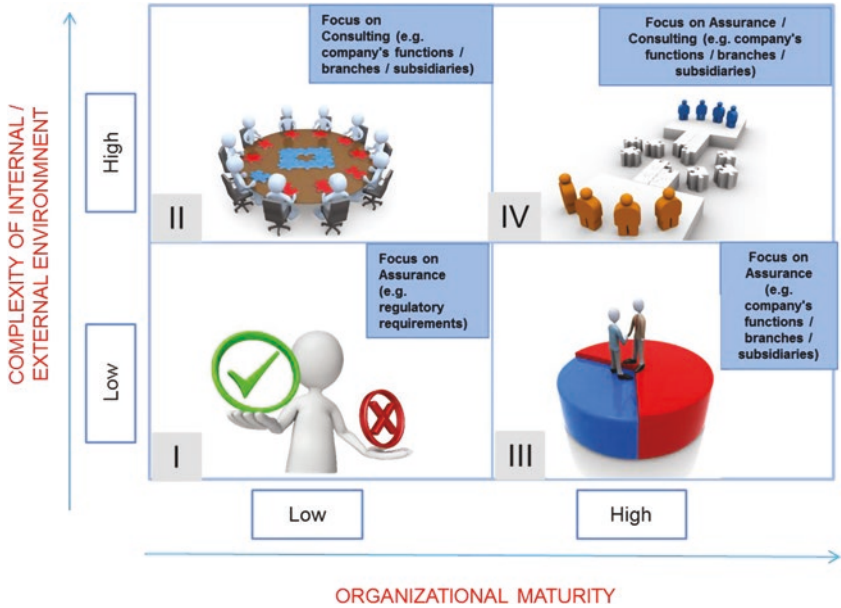 Focus on
Consulting (e.g.
company's functions /
branches / subsidiaries)
Focus on Assurance /
Consulting (e.g. company's
functions / branches /
subsidiaries)
COMPLEXITY OF INTERNAL /
EXTERNAL ENVIRONMNENT
High
II
IV
Focus on
Assurance
(e.g.
regulatory
requirements)
Focus on
Assurance
(e.g.
company's
functions /
branches /
subsidiaries)
Low
I
III
Low
High
ORGANIZATIONAL MATURITY